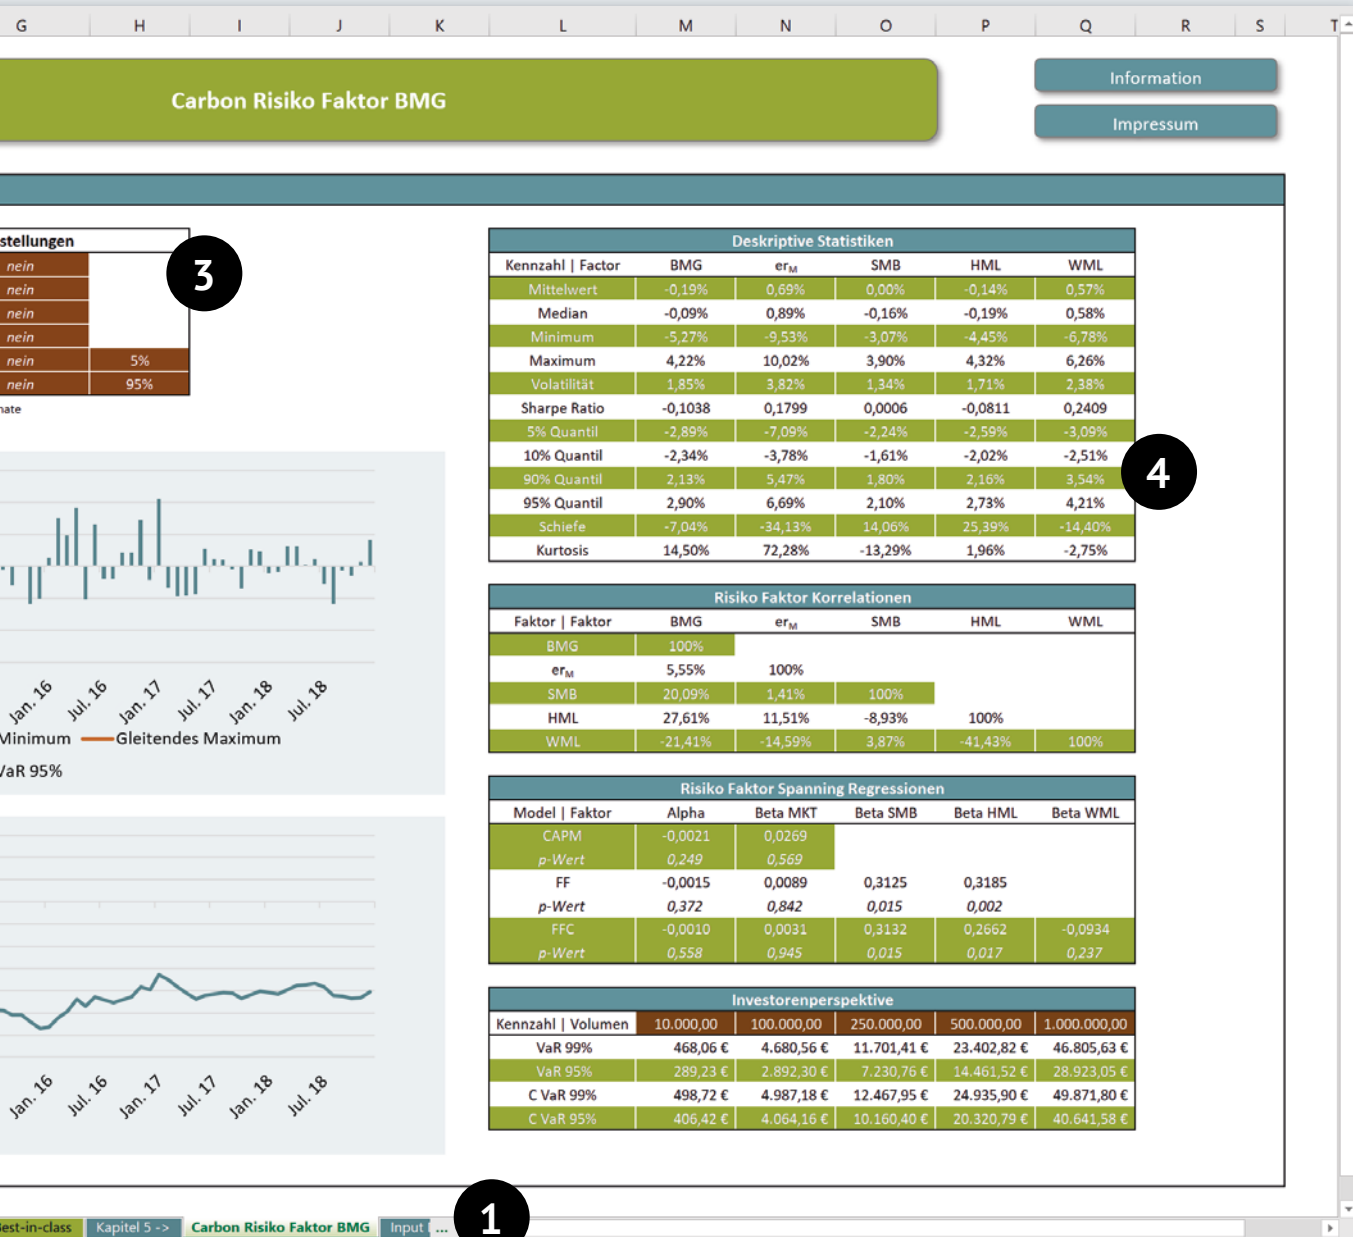 G H I J K L M N O P Q R S T
Carbon Risiko Faktor BMG
Information
Impressum
stellungen
nein
nein
nein
nein
nein 5%
nein 95%
nate
3
Deskriptive Statistiken
Kennzahl | Factor BMG erM SMB HML WML
Mittelwert -0,19% 0,69% 0,00% -0,14% 0,57%
Median -0,09% 0,89% -0,16% -0,19% 0,58%
Minimum -5,27% -9,53% -3,07% -4,45% -6,78%
Maximum 4,22% 10,02% 3,90% 4,32% 6,26%
Volatilität 1,85% 3,82% 1,34% 1,71% 2,38%
Sharpe Ratio -0,1038 0,1799 0,0006 -0,0811 0,2409
5% Quantil -2,89% -7,09% -2,24% -2,59% -3,09%
10% Quantil -2,34% -3,78% -1,61% -2,02% -2,51%
90% Quantil 2,13% 5,47% 1,80% 2,16% 3,54%
95% Quantil 2,90% 6,69% 2,10% 2,73% 4,21%
Schiefe -7,04% -34,13% 14,06% 25,39% -14,40%
Kurtosis 14,50% 72,28% -13,29% 1,96% -2,75%
4
Jan. 16 Jul. 16 Jan. 17 Jul. 17 Jan. 18 Jul. 18
Minimum Gleitendes Maximum
VaR 95%
Risiko Faktor Korrelationen
Faktor | Faktor BMG erM SMB HML WML
BMG 100%
erM 5,55% 100%
SMB 20,09% 1,41% 100%
HML 27,61% 11,51% -8,93% 100%
WML -21,41% -14,59% 3,87% -41,43% 100%
Risiko Faktor Spanning Regressionen
Model | Faktor Alpha Beta MKT Beta SMB Beta HML Beta WML
CAPM -0,0021 0,0269
p-Wert 0,249 0,569
FF -0,0015 0,0089 0,3125 0,3185
p-Wert 0,372 0,842 0,015 0,002
FFC -0,0010 0,0031 0,3132 0,2662 -0,0934
p-Wert 0,558 0,945 0,015 0,017 0,237
Jan. 16 Jul. 16 Jan. 17 Jul. 17 Jan. 18 Jul. 18
Investorenperspektive
Kennzahl | Volumen 10.000,00 100.000,00 250.000,00 500.000,00 1.000.000,00
VaR 99% 468,06 € 4.680,56 € 11.701,41 € 23.402,82 € 46.805,63 €
VaR 95% 289,23 € 2.892,30 € 7.230,76 € 14.461,52 € 28.923,05 €
C VaR 99% 498,72 € 4.987,18 € 12.467,95 € 24.935,90 € 49.871,80 €
C VaR 95% 406,42 € 4.064,16 € 10.160,40 € 20.320,79 € 40.641,58 €
Best-in-class Kapitel 5 -> Carbon Risiko Faktor BMG Input ...
1